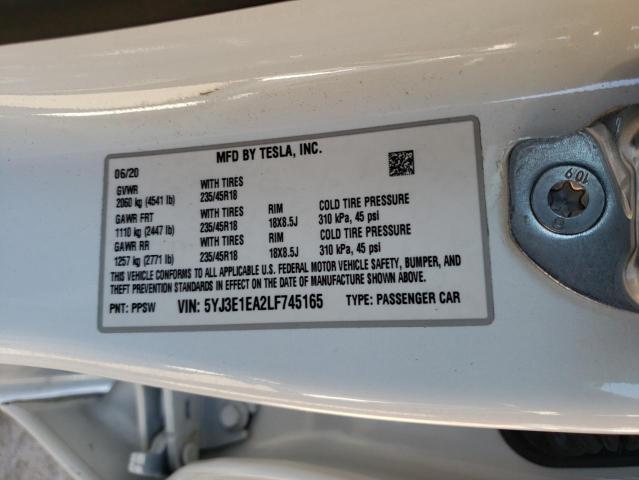 MFD BY TESLA, INC.
06/20
GVWR WITH TIRES
2060 kg (4541 lb) 235/45R18
GAWR FRT WITH TIRES RIM COLD TIRE PRESSURE
1110 kg (2447 lb) 235/45R18 18X8.5J 310 kPa, 45 psi
GAWR RR WITH TIRES RIM COLD TIRE PRESSURE
1257 kg (2771 lb) 235/45R18 18X8.5J 310 kPa, 45 psi
THIS VEHICLE CONFORMS TO ALL APPLICABLE U.S. FEDERAL MOTOR VEHICLE SAFETY, BUMPER, AND
THEFT PREVENTION STANDARDS IN EFFECT ON THE DATE OF MANUFACTURE SHOWN ABOVE.
PNT: PPSW VIN: 5YJ3E1EA2LF745165 TYPE: PASSENGER CAR
10.9